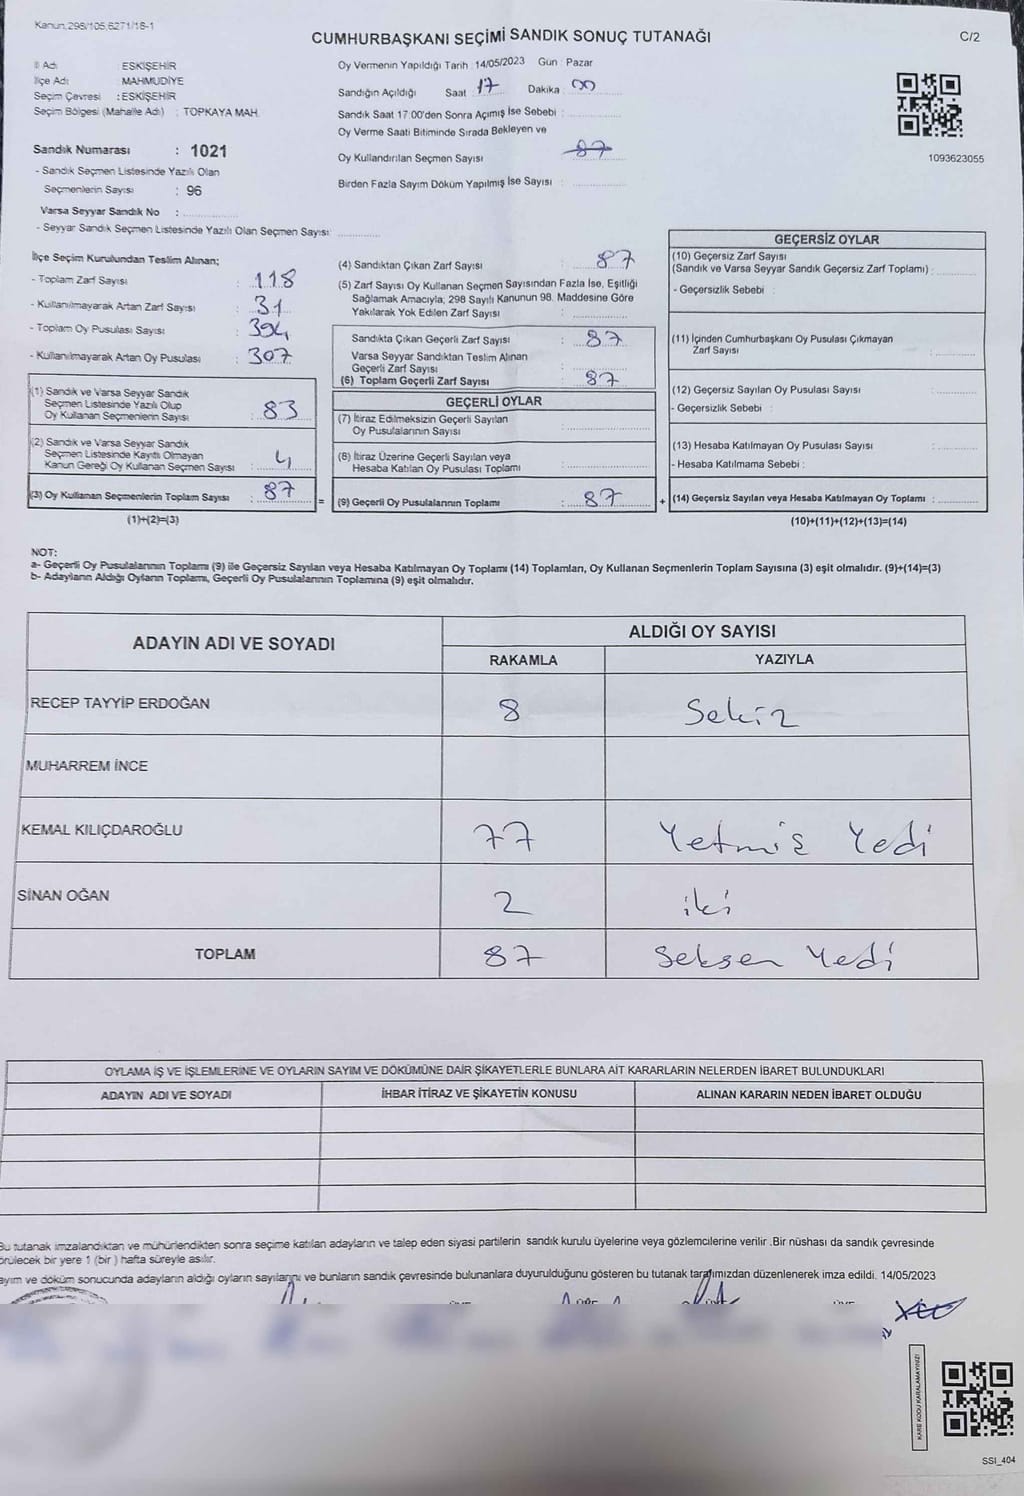 Kanun,298/105,6271/18-1
CUMHURBAŞKANI SEÇİMİ SANDIK SONUÇ TUTANAĞI
C/2
İl Adı : ESKİŞEHİR
İlçe Adı : MAHMUDİYE
Seçim Çevresi : ESKİŞEHİR
Seçim Bölgesi (Mahalle Adı) : TOPKAYA MAH.
Sandık Numarası : 1021
- Sandık Seçmen Listesinde Yazılı Olan
Seçmenlerin Sayısı : 96
Varsa Seyyar Sandık No :
- Seyyar Sandık Seçmen Listesinde Yazılı Olan Seçmen Sayısı:
Oy Vermenin Yapıldığı Tarih : 14/05/2023 Gün : Pazar
Sandığın Açıldığı Saat : 17 Dakika : 00
Sandık Saat 17:00'den Sonra Açımış İse Sebebi :
Oy Verme Saati Bitiminde Sırada Bekleyen ve
Oy Kullandırılan Seçmen Sayısı : 87
Birden Fazla Sayım Döküm Yapılmış İse Sayısı :
1093623055
İlçe Seçim Kurulundan Teslim Alınan;
- Toplam Zarf Sayısı : 118
- Kullanılmayarak Artan Zarf Sayısı : 31
- Toplam Oy Pusulası Sayısı : 394
- Kullanılmayarak Artan Oy Pusulası : 307
(1) Sandık ve Varsa Seyyar Sandık
Seçmen Listesinde Yazılı Olup
Oy Kullanan Seçmenlerin Sayısı : 83
(2) Sandık ve Varsa Seyyar Sandık
Seçmen Listesinde Kayıtlı Olmayan
Kanun Gereği Oy Kullanan Seçmen Sayısı : 4
(3) Oy Kullanan Seçmenlerin Toplam Sayısı : 87
(1)+(2)=(3)
(4) Sandıktan Çıkan Zarf Sayısı : 87
(5) Zarf Sayısı Oy Kullanan Seçmen Sayısından Fazla İse, Eşitliği
Sağlamak Amacıyla; 298 Sayılı Kanunun 98. Maddesine Göre
Yakılarak Yok Edilen Zarf Sayısı :
Sandıkta Çıkan Geçerli Zarf Sayısı : 87
Varsa Seyyar Sandıktan Teslim Alınan
Geçerli Zarf Sayısı :
(6) Toplam Geçerli Zarf Sayısı : 87
GEÇERLİ OYLAR
(7) İtiraz Edilmeksizin Geçerli Sayılan
Oy Pusulalarının Sayısı :
(8) İtiraz Üzerine Geçerli Sayılan veya
Hesaba Katılan Oy Pusulası Toplamı :
= (9) Geçerli Oy Pusulalarının Toplamı : 87 +
GEÇERSİZ OYLAR
(10) Geçersiz Zarf Sayısı
(Sandık ve Varsa Seyyar Sandık Geçersiz Zarf Toplamı) :
- Geçersizlik Sebebi :
(11) İçinden Cumhurbaşkanı Oy Pusulası Çıkmayan
Zarf Sayısı :
(12) Geçersiz Sayılan Oy Pusulası Sayısı :
- Geçersizlik Sebebi :
(13) Hesaba Katılmayan Oy Pusulası Sayısı :
- Hesaba Katılmama Sebebi :
(14) Geçersiz Sayılan veya Hesaba Katılmayan Oy Toplamı :
(10)+(11)+(12)+(13)=(14)
NOT:
a- Geçerli Oy Pusulalarının Toplamı (9) ile Geçersiz Sayılan veya Hesaba Katılmayan Oy Toplamı (14) Toplamları, Oy Kullanan Seçmenlerin Toplam Sayısına (3) eşit olmalıdır. (9)+(14)=(3)
b- Adayların Aldığı Oyların Toplamı, Geçerli Oy Pusulalarının Toplamına (9) eşit olmalıdır.
ADAYIN ADI VE SOYADI
ALDIĞI OY SAYISI
RAKAMLA YAZIYLA
RECEP TAYYİP ERDOĞAN 8 Sekiz
MUHARREM İNCE
KEMAL KILIÇDAROĞLU 77 Yetmiş Yedi
SİNAN OĞAN 2 iki
TOPLAM 87 Seksen Yedi
OYLAMA İŞ VE İŞLEMLERİNE VE OYLARIN SAYIM VE DÖKÜMÜNE DAİR ŞİKAYETLERLE BUNLARA AİT KARARLARIN NELERDEN İBARET BULUNDUKLARI
ADAYIN ADI VE SOYADI İHBAR İTİRAZ VE ŞİKAYETİN KONUSU ALINAN KARARIN NEDEN İBARET OLDUĞU
Bu tutanak imzalandıktan ve mühürlendikten sonra seçime katılan adayların ve talep eden siyasi partilerin sandık kurulu üyelerine veya gözlemcilerine verilir .Bir nüshası da sandık çevresinde
örülecek bir yere 1 (bir ) hafta süreyle asılır.
ayım ve döküm sonucunda adayların aldığı oyların sayılarını ve bunların sandık çevresinde bulunanlara duyurulduğunu gösteren bu tutanak tarafımızdan düzenlenerek imza edildi. 14/05/2023
KARE KODU KARALAMAYINIZ!
SSI_404